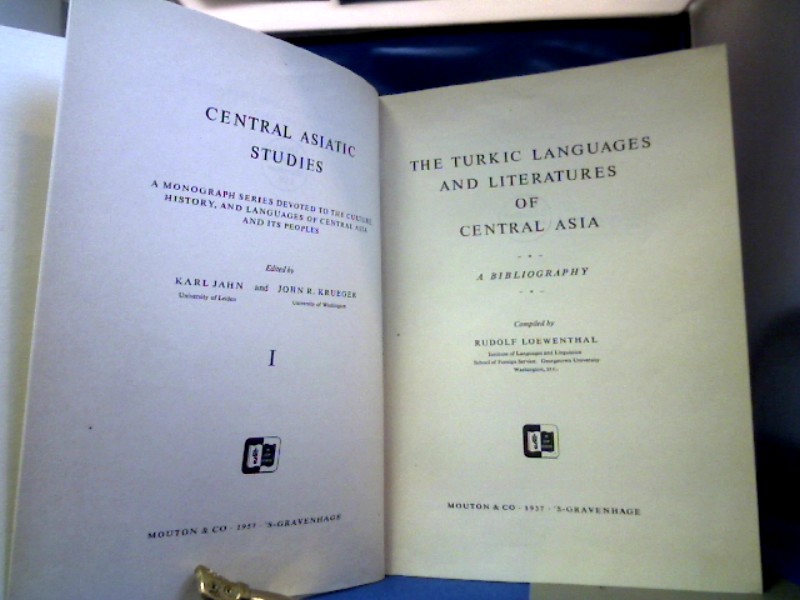 CENTRAL ASIATIC
STUDIES
A MONOGRAPH SERIES DEVOTED TO THE CULTURE,
HISTORY, AND LANGUAGES OF CENTRAL ASIA
AND ITS PEOPLES
Edited by
KARL JAHN and JOHN R. KRUEGER
University of Leiden University of Washington
I
MOUTON & CO · 1957 · 'S-GRAVENHAGE
THE TURKIC LANGUAGES
AND LITERATURES
OF
CENTRAL ASIA
A BIBLIOGRAPHY
Compiled by
RUDOLF LOEWENTHAL
Institute of Languages and Linguistics
School of Foreign Service. Georgetown University
Washington, D.C.
MOUTON & CO · 1957 · 'S-GRAVENHAGE